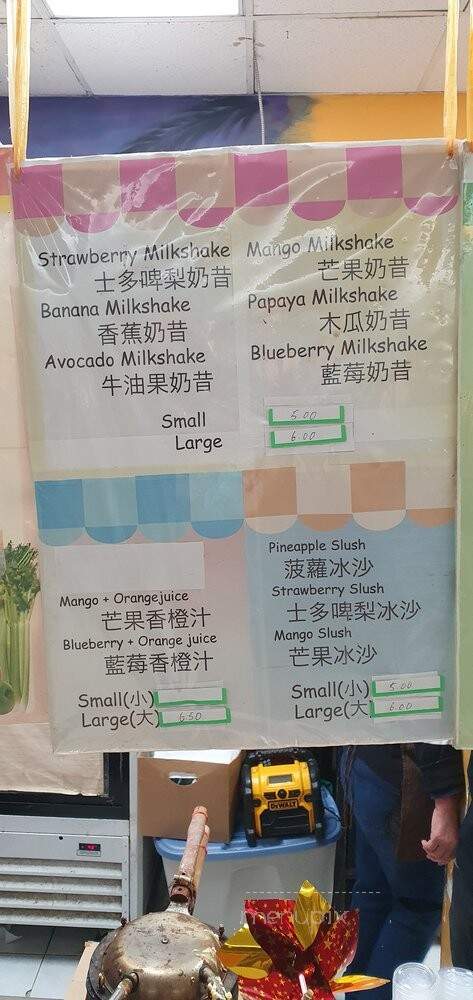 Strawberry Milkshake
士多啤梨奶昔
Banana Milkshake
香蕉奶昔
Avocado Milkshake
牛油果奶昔
Mango Milkshake
芒果奶昔
Papaya Milkshake
木瓜奶昔
Blueberry Milkshake
藍莓奶昔
Small 5.00
Large 6.00
Mango + Orangejuice
芒果香橙汁
Blueberry + Orange juice
藍莓香橙汁
Small(小)
Large(大) 6.50
Pineapple Slush
菠蘿冰沙
Strawberry Slush
士多啤梨冰沙
Mango Slush
芒果冰沙
Small(小) 5.00
Large(大) 6.00
DEWALT
menupix